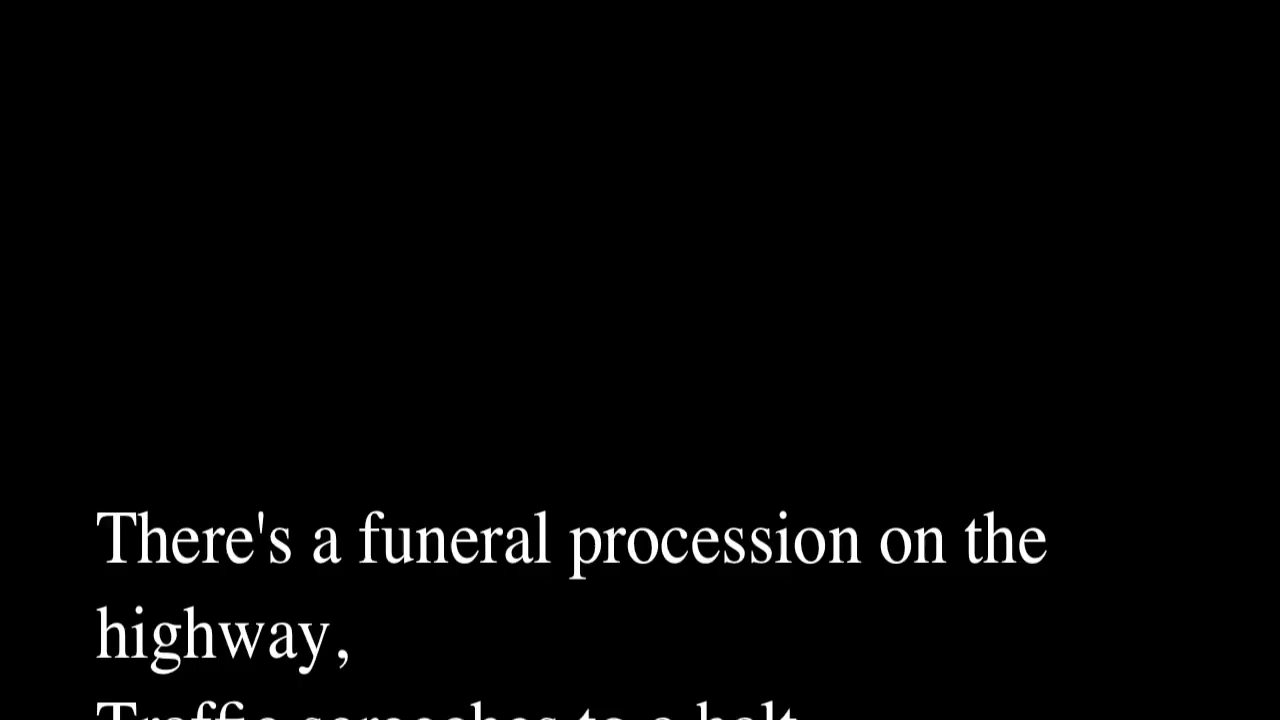 There's a funeral procession on the
highway,
Traffic screeches to a halt